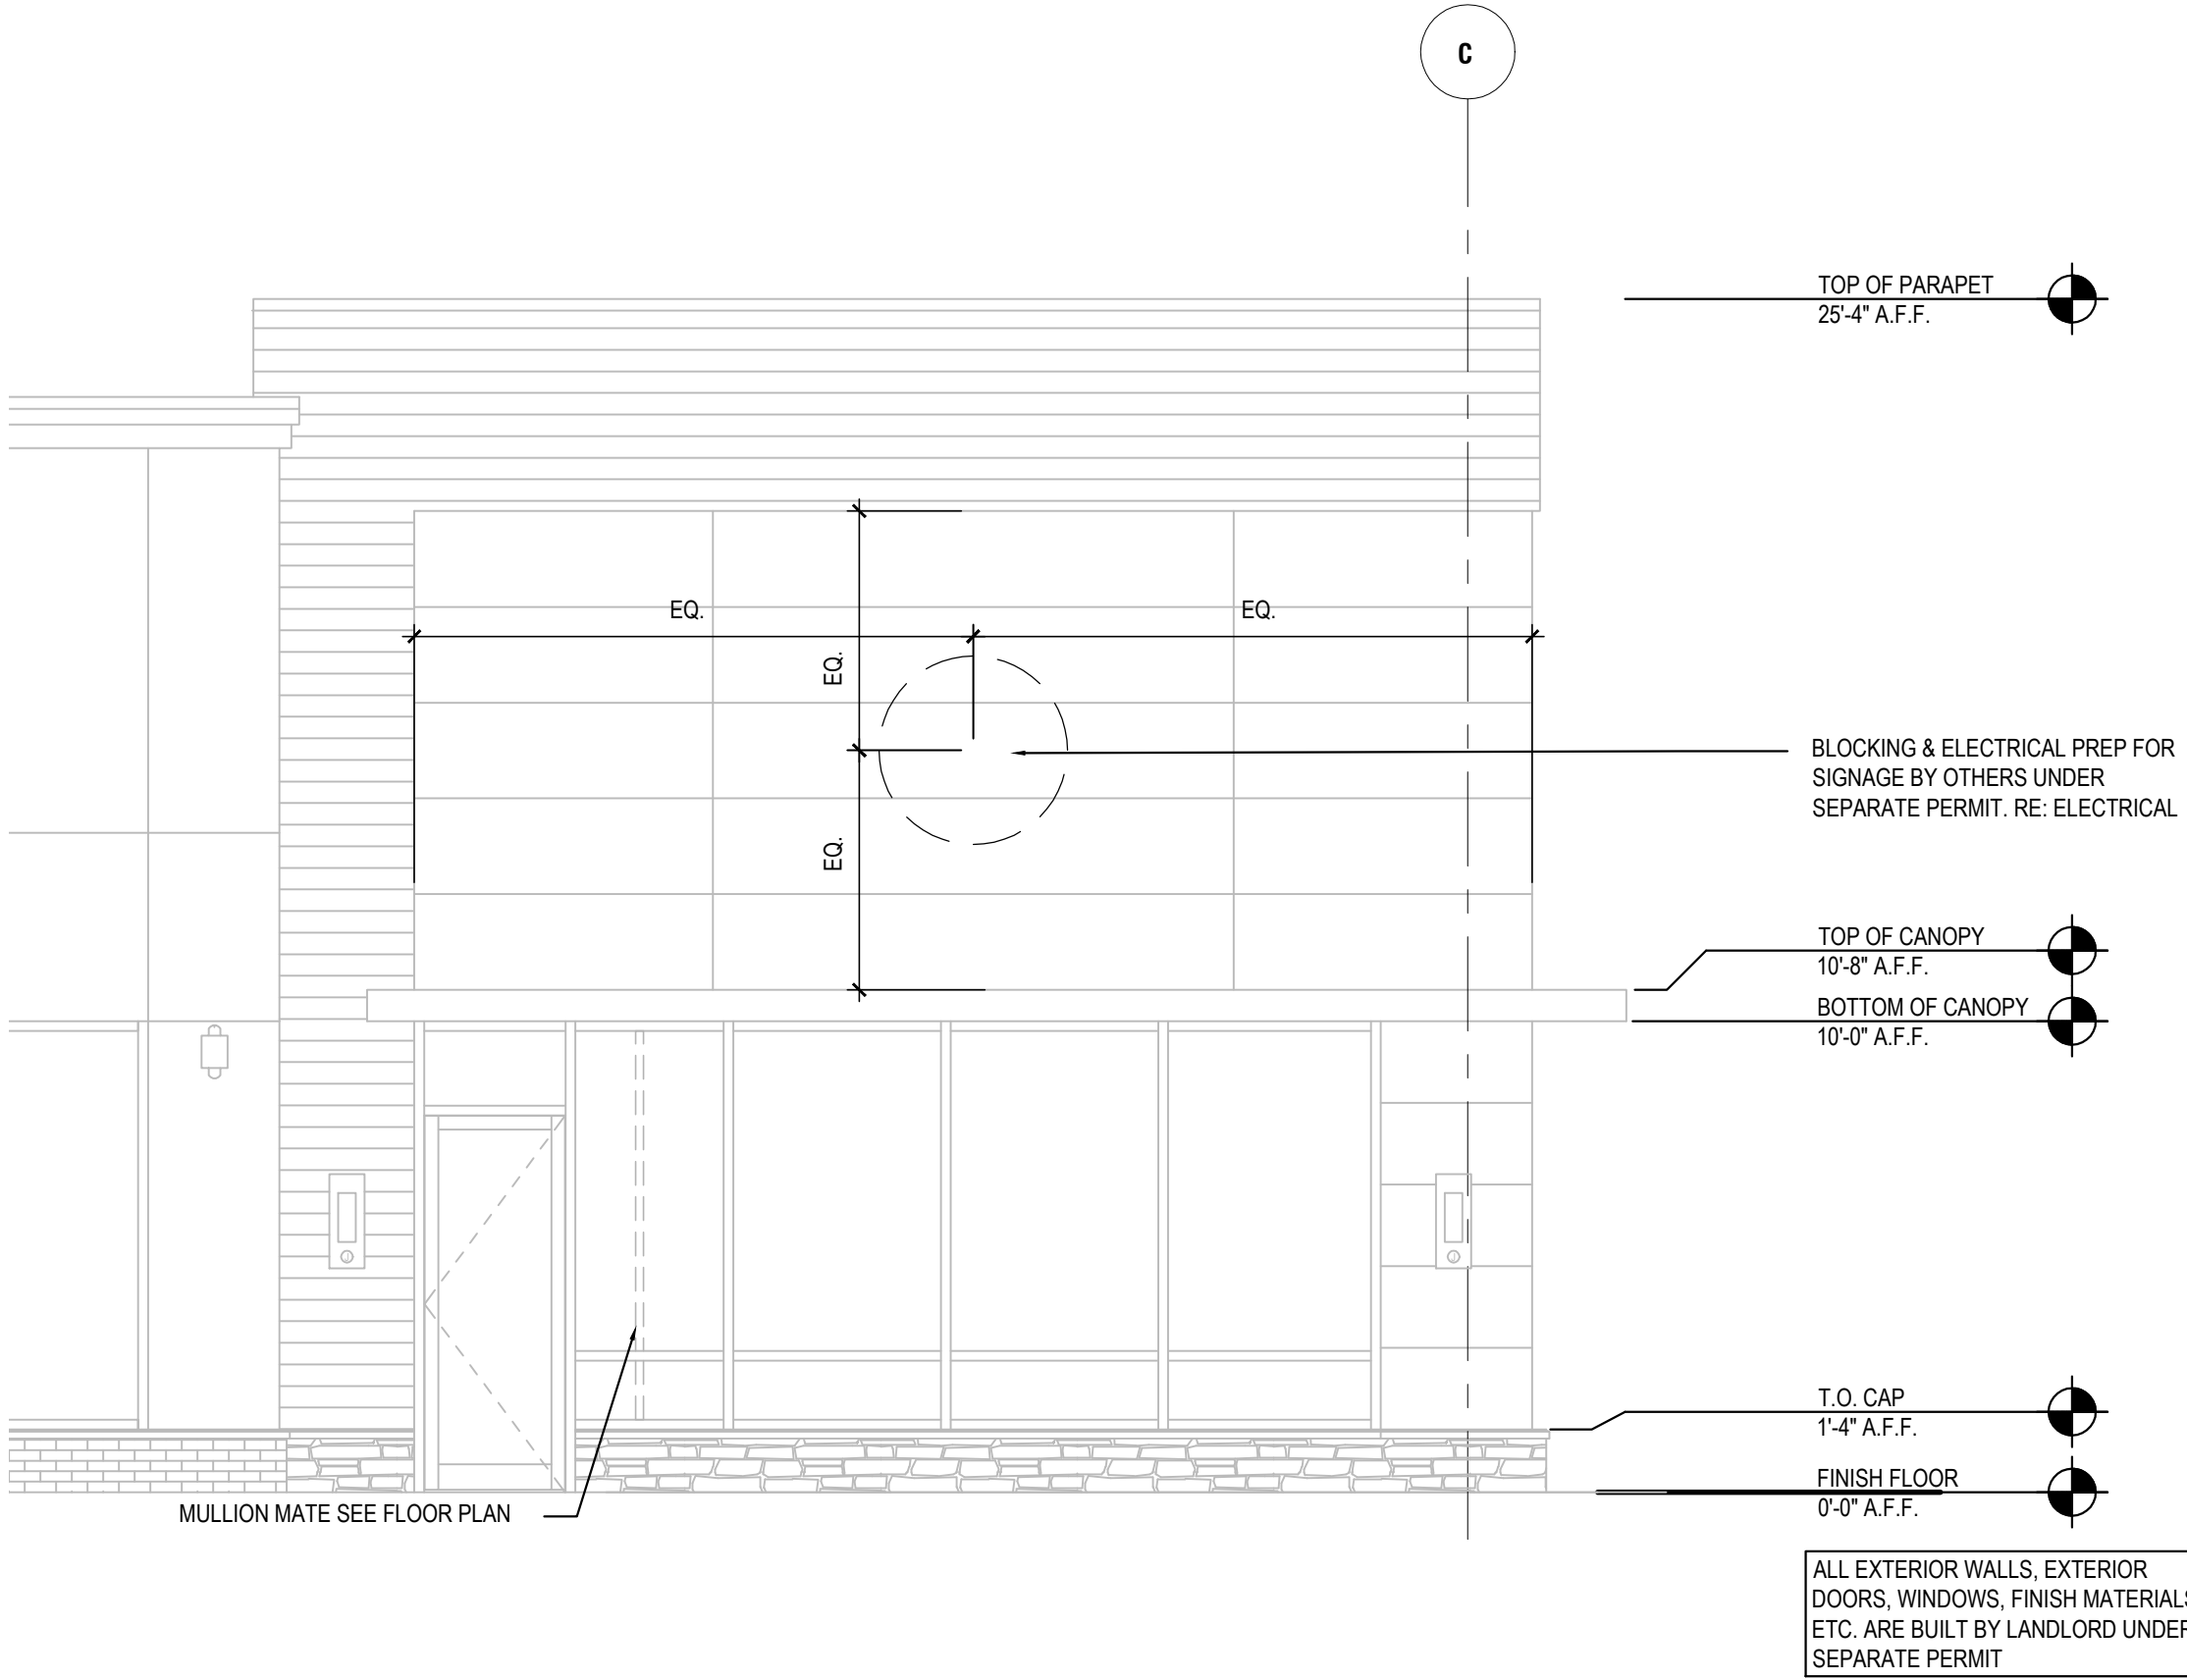 C
TOP OF PARAPET
25'-4" A.F.F.
EQ.
EQ.
EQ.
EQ.
BLOCKING & ELECTRICAL PREP FOR
SIGNAGE BY OTHERS UNDER
SEPARATE PERMIT. RE: ELECTRICAL
TOP OF CANOPY
10'-8" A.F.F.
BOTTOM OF CANOPY
10'-0" A.F.F.
T.O. CAP
1'-4" A.F.F.
FINISH FLOOR
0'-0" A.F.F.
MULLION MATE SEE FLOOR PLAN
ALL EXTERIOR WALLS, EXTERIOR
DOORS, WINDOWS, FINISH MATERIALS
ETC. ARE BUILT BY LANDLORD UNDER
SEPARATE PERMIT